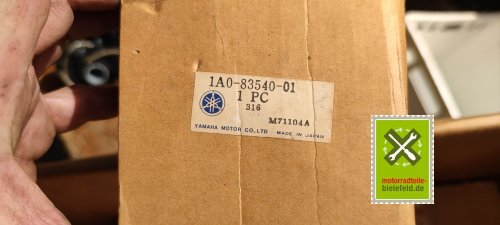 1A0-83540-01
1 PC
316
M71104A
YAMAHA MOTOR CO., LTD MADE IN JAPAN
motorradteile-
bielefeld.de